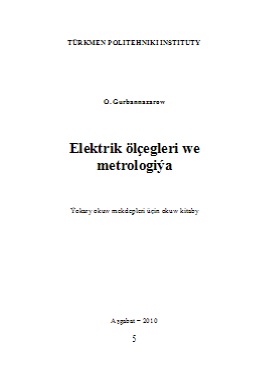 TÜRKMEN POLITEHNIKI INSTITUTY
O. Gurbannazarow
Elektrik ölçegleri we
metrologiýa
Ýokary okuw mekdepleri üçin okuw kitaby
Aşgabat – 2010
5